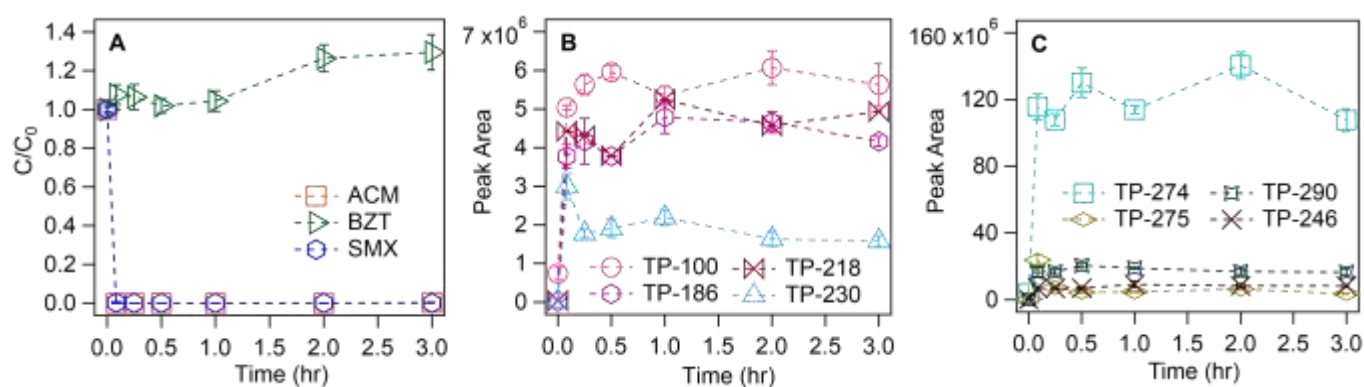 A
C/C0
1.4
1.2
1.0
0.8
0.6
0.4
0.2
0.0
ACM
BZT
SMX
0.0 0.5 1.0 1.5 2.0 2.5 3.0
Time (hr)
B
7 x10^6
Peak Area
6
5
4
3
2
1
0
TP-100 TP-218
TP-186 TP-230
0.0 0.5 1.0 1.5 2.0 2.5 3.0
Time (hr)
C
160 x10^6
Peak Area
120
80
40
0
TP-274 TP-290
TP-275 TP-246
0.0 0.5 1.0 1.5 2.0 2.5 3.0
Time (hr)